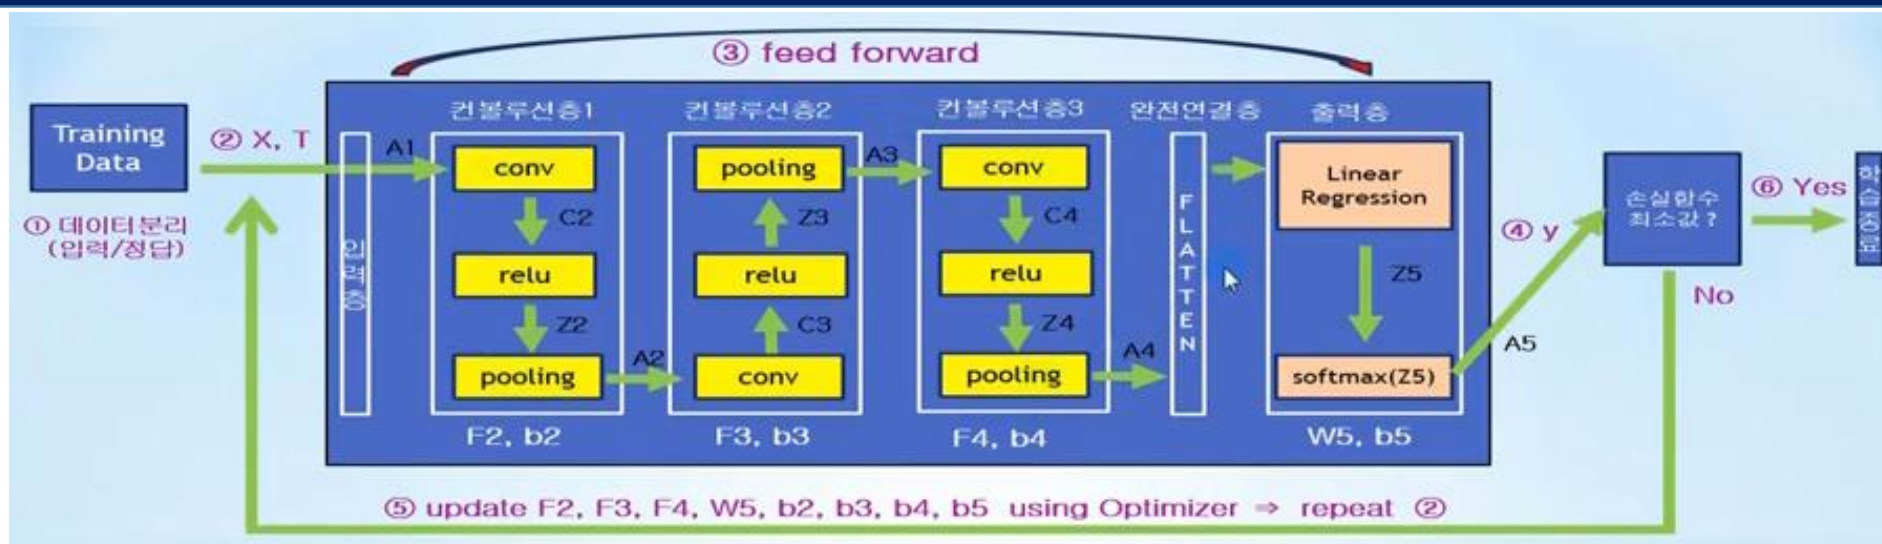 ③ feed forward
Training
Data
① 데이터분리
(입력/정답)
② X, T
입력층
A1
컨볼루션층1
conv
C2
relu
Z2
pooling
F2, b2
A2
컨볼루션층2
pooling
Z3
relu
C3
conv
F3, b3
A3
컨볼루션층3
conv
C4
relu
Z4
pooling
F4, b4
A4
완전연결층
FLATTEN
출력층
Linear
Regression
Z5
softmax(Z5)
W5, b5
④ y
A5
손실함수
최소값?
⑥ Yes
학습종료
No
⑤ update F2, F3, F4, W5, b2, b3, b4, b5 using Optimizer ⇒ repeat ②